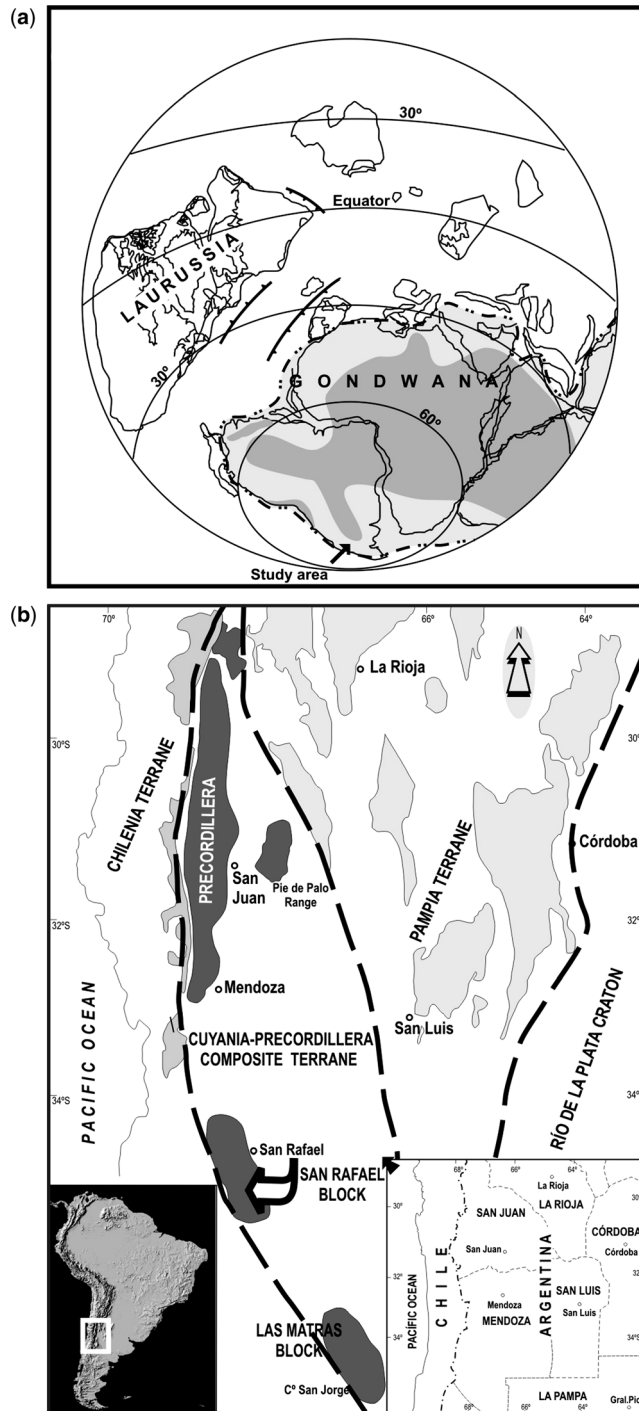 (a)
30º
Equator
LAURUSSIA
30º
GONDWANA
60º
Study area
(b)
70º
66º
64º
N
La Rioja
30ºS
30º
CHILENIA TERRANE
PRECORDILLERA
San
Juan
Pie de Palo
Range
PAMPIA TERRANE
Córdoba
32ºS
32º
Mendoza
San Luis
CUYANIA-PRECORDILLERA
COMPOSITE TERRANE
PACIFIC OCEAN
RÍO DE LA PLATA CRATON
34ºS
San Rafael
SAN RAFAEL
BLOCK
LAS MATRAS
BLOCK
Cº San Jorge
68º
66º
64º
La Rioja
LA RIOJA
SAN JUAN
30º
CÓRDOBA
Córdoba
San Juan
PACIFIC OCEAN
CHILE
ARGENTINA
32º
32º
Mendoza
MENDOZA
SAN LUIS
San Luis
34º
34º
LA PAMPA
Gral.Pico
68º
66º
64º